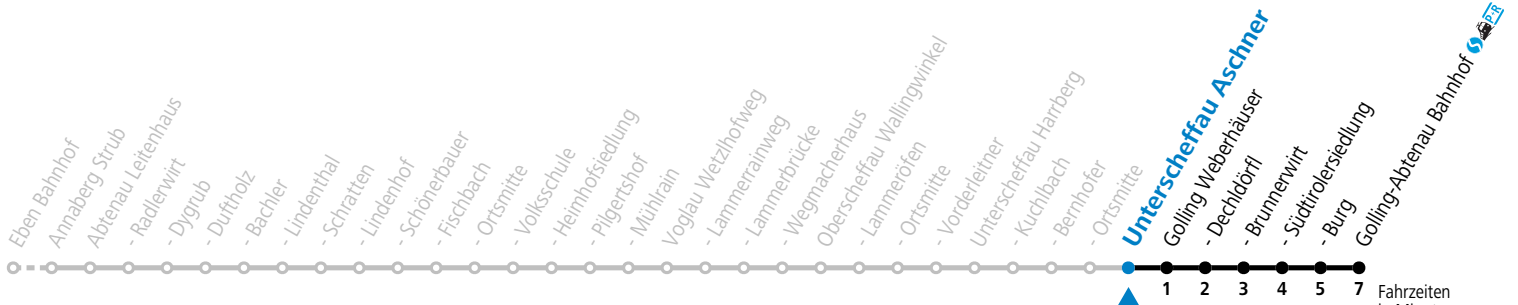 Eben Bahnhof
Annaberg Strub
Abtenau Leitenhaus
- Radlerwirt
- Dygrub
- Duftholz
- Bachler
- Lindenthal
- Schratten
- Lindenhof
- Schönerbauer
- Fischbach
- Ortsmitte
- Volksschule
- Heimhofsiedlung
- Pilgertshof
- Mühlrain
Voglau Wetzlhofweg
- Lammerrainweg
- Lammerbrücke
- Wegmacherhaus
Oberscheffau Wallingwinkel
- Lammeröfen
- Ortsmitte
- Vorderleitner
Unterscheffau Harrberg
- Kuchlbach
- Bernhofer
- Ortsmitte
Unterscheffau Aschner
Golling Weberhäuser
- Dechldörfl
- Brunnerwirt
- Südtirolersiedlung
- Burg
Golling-Abtenau Bahnhof P-R
1 2 3 4 5 7 Fahrzeiten